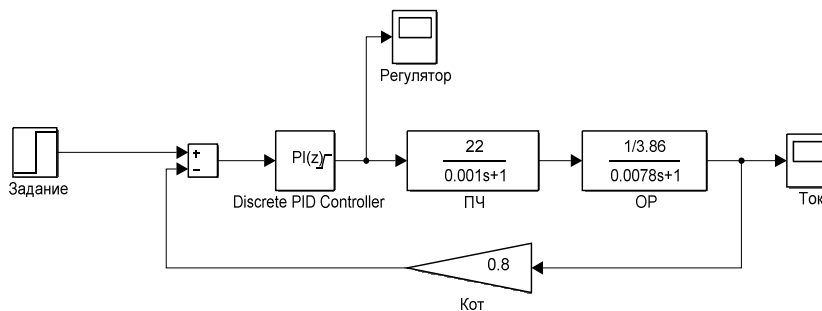 Регулятор
Задание
+
−
PI(z)
Discrete PID Controller
22
0.001s+1
ПЧ
1/3.86
0.0078s+1
ОР
Ток
0.8
Кот